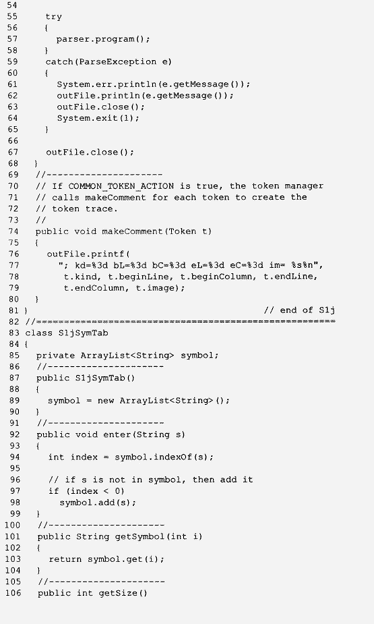 54
55 try
56 {
57 parser.program();
58 }
59 catch(ParseException e)
60 {
61 System.err.println(e.getMessage());
62 outFile.println(e.getMessage());
63 outFile.close();
64 System.exit(1);
65 }
66
67 outFile.close();
68 }
69 //---------------------
70 // If COMMON_TOKEN_ACTION is true, the token manager
71 // calls makeComment for each token to create the
72 // token trace.
73 //
74 public void makeComment(Token t)
75 {
76 outFile.printf(
77 "; kd=%3d bL=%3d bC=%3d eL=%3d eC=%3d im= %s%n",
78 t.kind, t.beginLine, t.beginColumn, t.endLine,
79 t.endColumn, t.image);
80 }
81 } // end of S1j
82 //======================================================
83 class S1jSymTab
84 {
85 private ArrayList<String> symbol;
86 //---------------------
87 public S1jSymTab()
88 {
89 symbol = new ArrayList<String>();
90 }
91 //---------------------
92 public void enter(String s)
93 {
94 int index = symbol.indexOf(s);
95
96 // if s is not in symbol, then add it
97 if (index < 0)
98 symbol.add(s);
99 }
100 //---------------------
101 public String getSymbol(int i)
102 {
103 return symbol.get(i);
104 }
105 //---------------------
106 public int getSize()